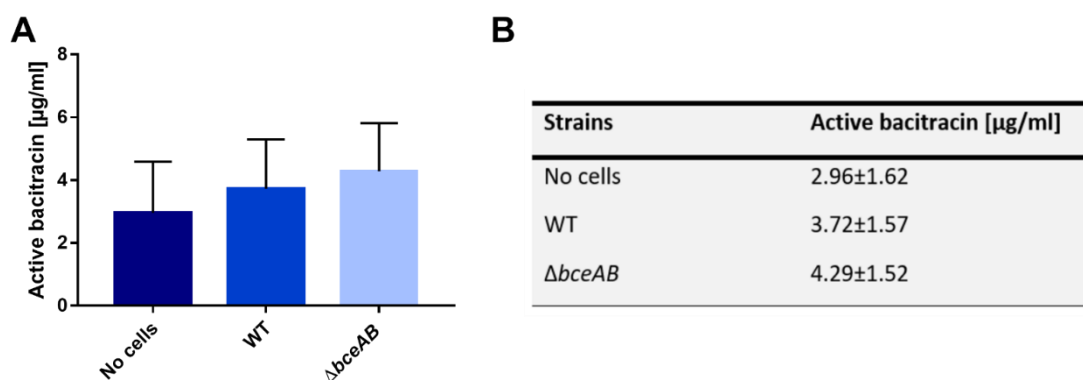 A
Active bacitracin [µg/ml]
8
6
4
2
0
No cells
WT
ΔbceAB
B
Strains Active bacitracin [µg/ml]
No cells 2.96±1.62
WT 3.72±1.57
ΔbceAB 4.29±1.52